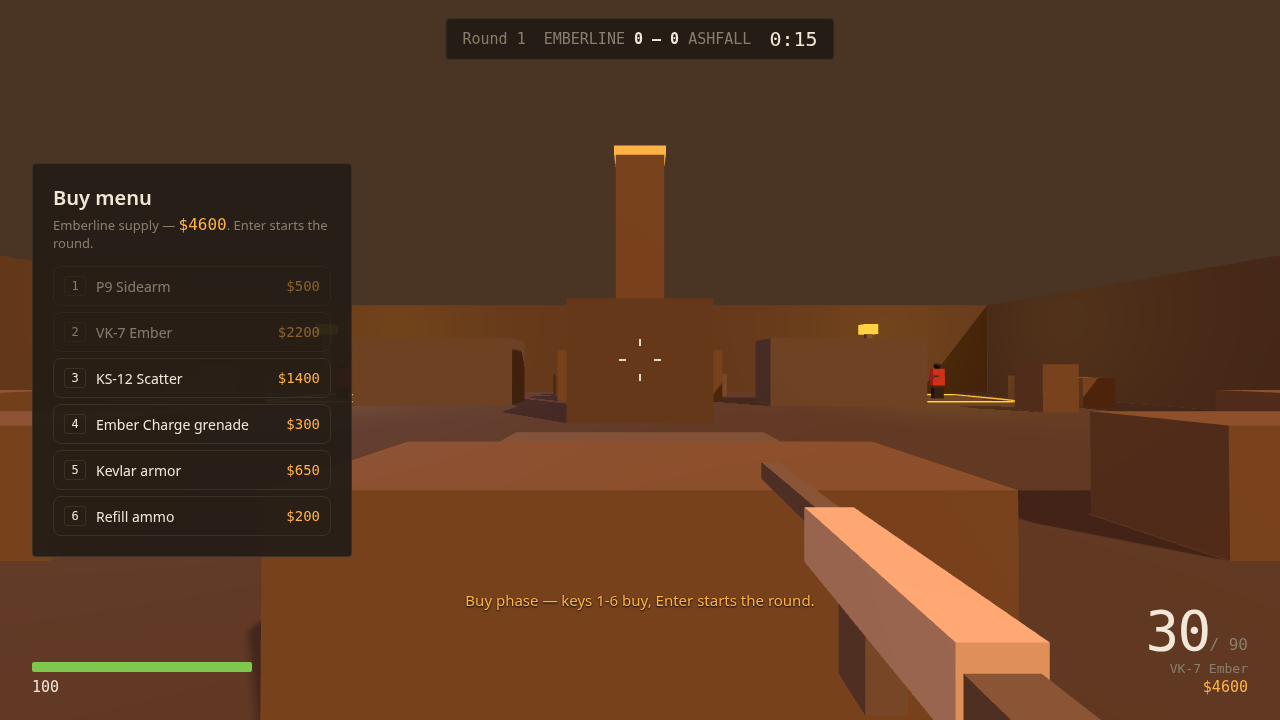 Round 1 EMBERLINE 0 — 0 ASHFALL 0:15
Buy menu
Emberline supply — $4600. Enter starts the
round.
1 P9 Sidearm $500
2 VK-7 Ember $2200
3 KS-12 Scatter $1400
4 Ember Charge grenade $300
5 Kevlar armor $650
6 Refill ammo $200
Buy phase — keys 1-6 buy, Enter starts the round.
100
30 / 90
VK-7 Ember
$4600